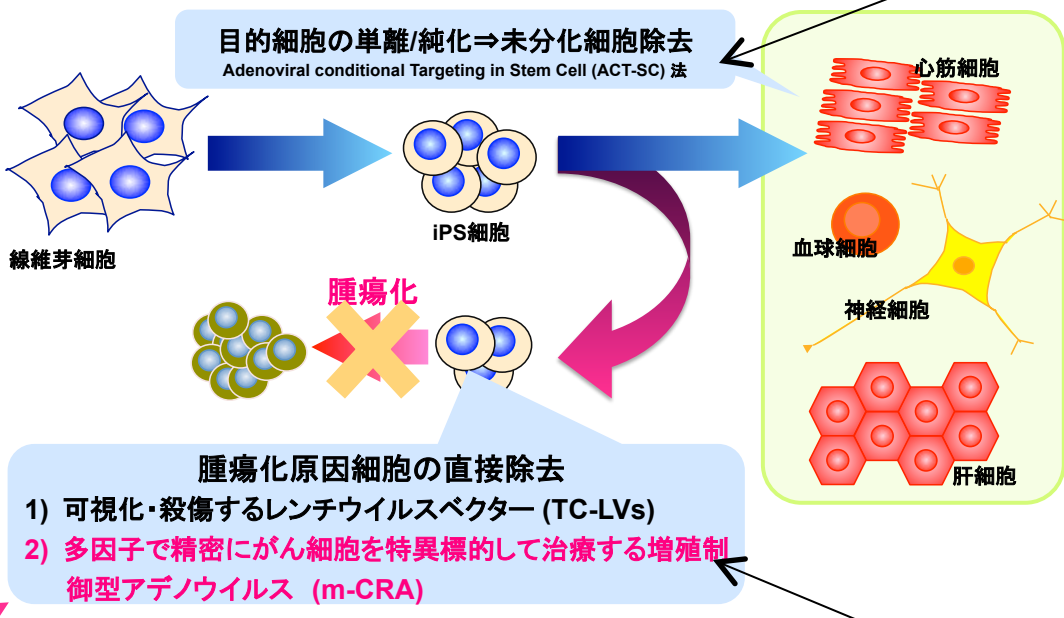 目的細胞の単離/純化⇒未分化細胞除去
Adenoviral conditional Targeting in Stem Cell (ACT-SC) 法
心筋細胞
iPS細胞
線維芽細胞
血球細胞
神経細胞
腫瘍化
肝細胞
腫瘍化原因細胞の直接除去
1) 可視化・殺傷するレンチウイルスベクター (TC-LVs)
2) 多因子で精密にがん細胞を特異標的して治療する増殖制
御型アデノウイルス (m-CRA)